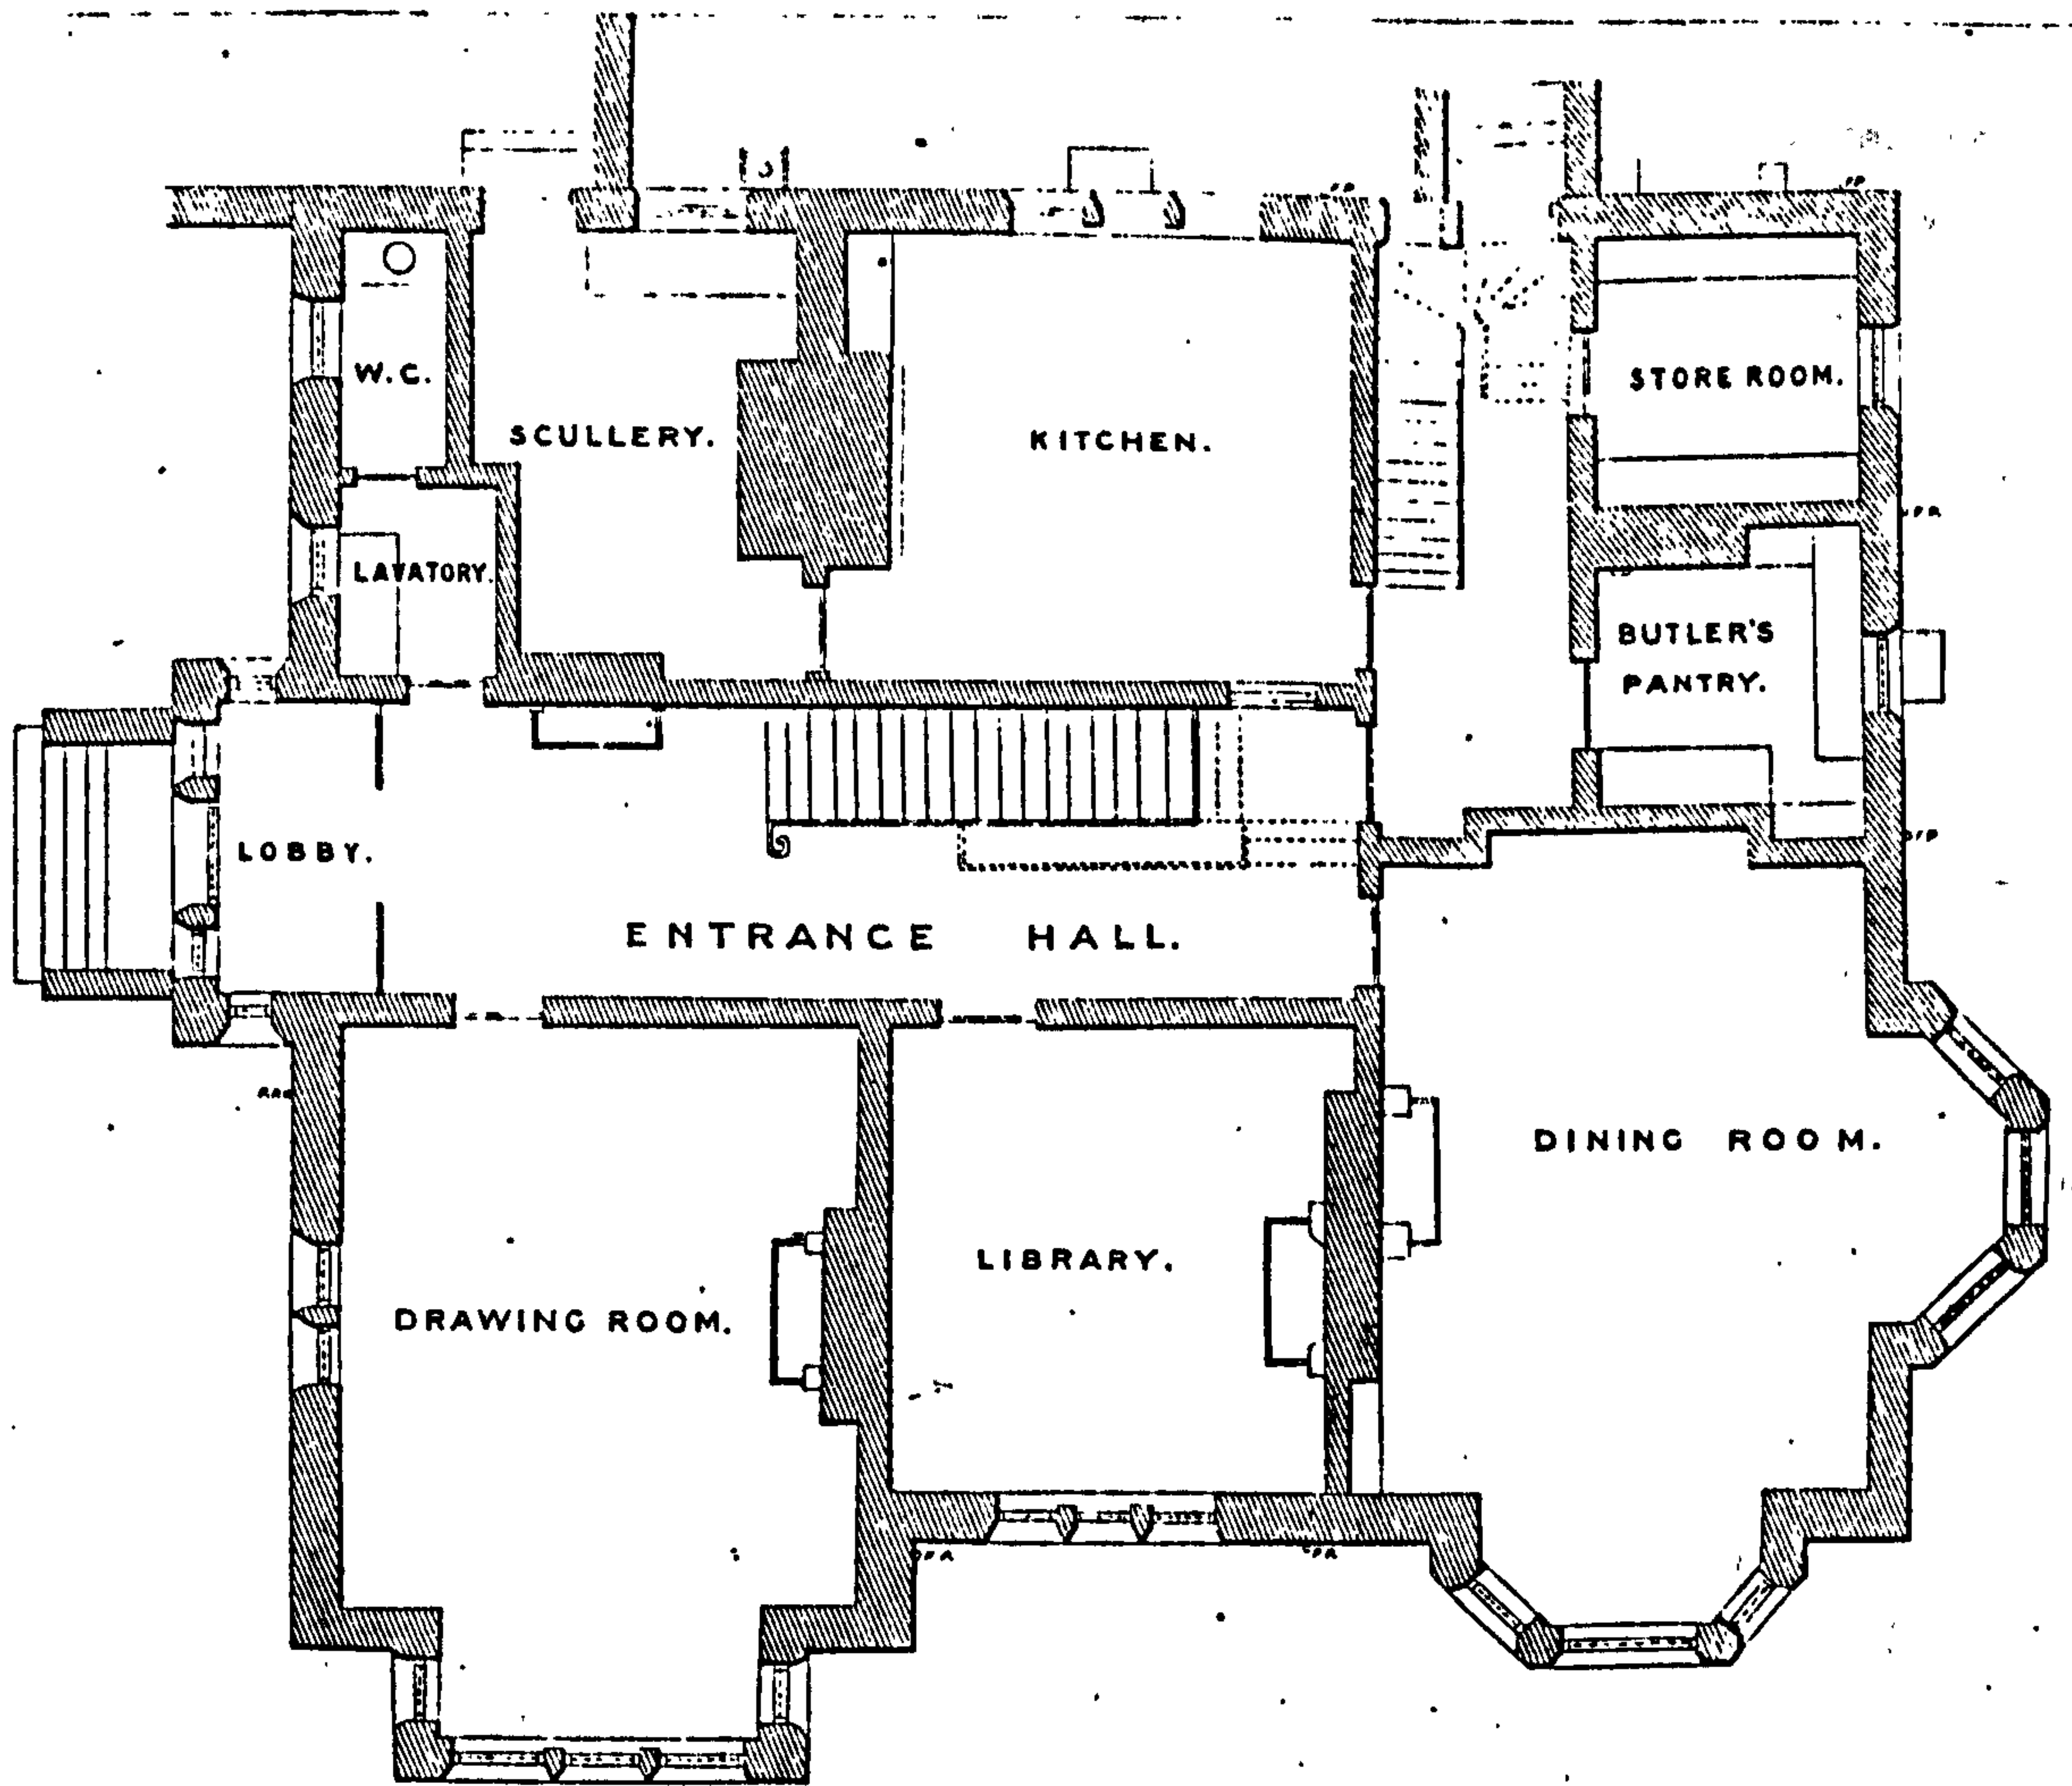 W.C.
SCULLERY.
KITCHEN.
STORE ROOM.
LAVATORY.
BUTLER'S
PANTRY.
LOBBY.
ENTRANCE HALL.
DINING ROOM.
LIBRARY.
DRAWING ROOM.